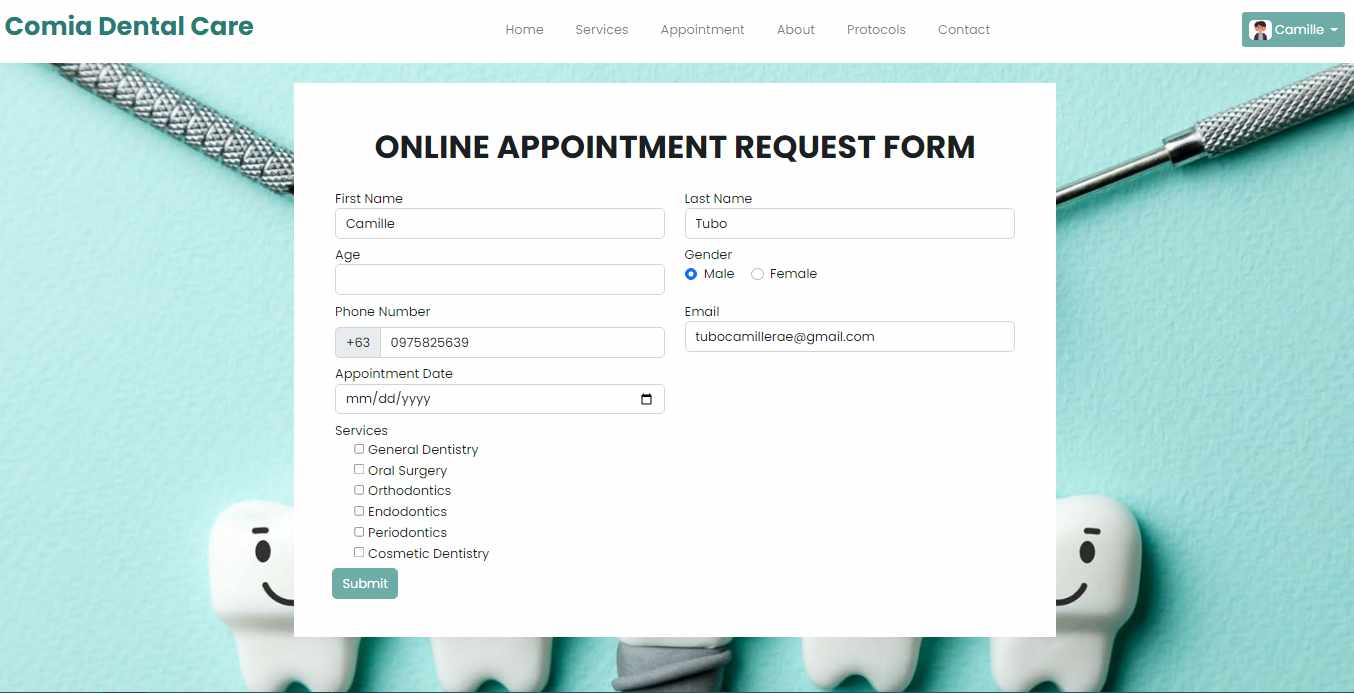 Comia Dental Care
Home Services Appointment About Protocols Contact
Camille
ONLINE APPOINTMENT REQUEST FORM
First Name Last Name
Camille Tubo
Age Gender
Male Female
Phone Number Email
+63 0975825639 tubocamillerae@gmail.com
Appointment Date
mm/dd/yyyy
Services
General Dentistry
Oral Surgery
Orthodontics
Endodontics
Periodontics
Cosmetic Dentistry
Submit